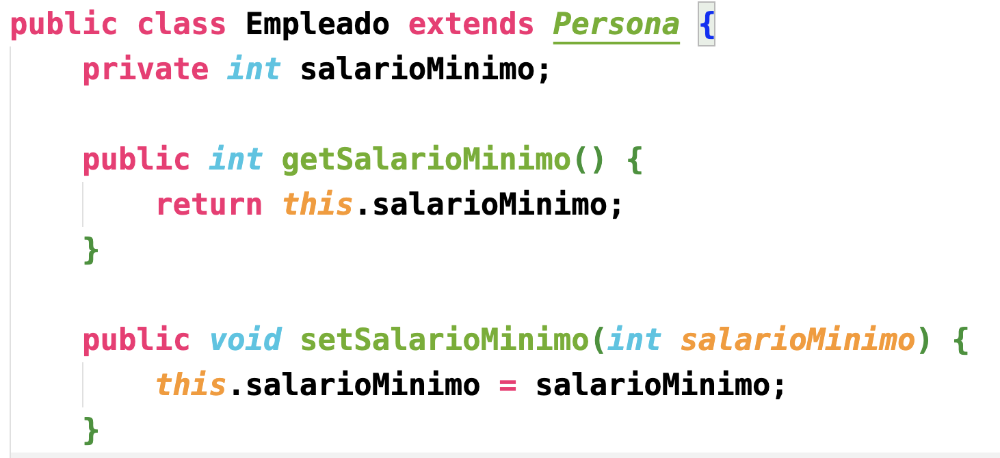 public class Empleado extends Persona {
    private int salarioMinimo;

    public int getSalarioMinimo() {
        return this.salarioMinimo;
    }

    public void setSalarioMinimo(int salarioMinimo) {
        this.salarioMinimo = salarioMinimo;
    }